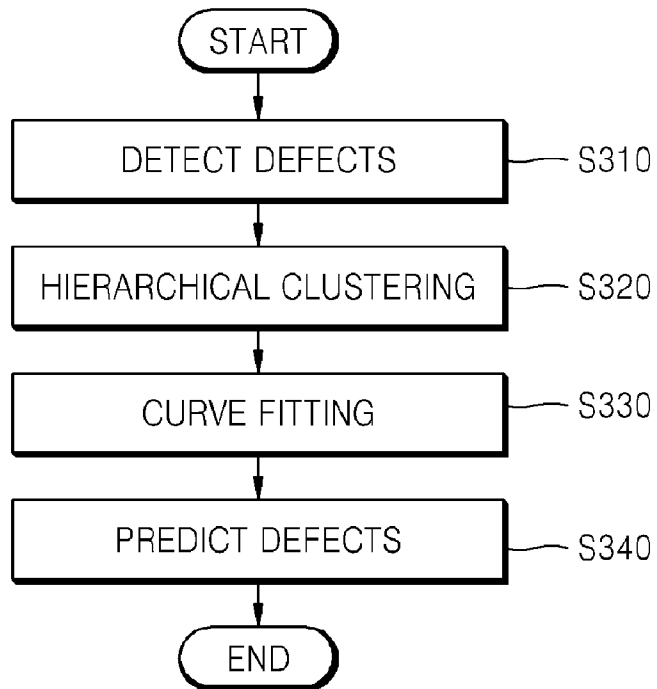 START
DETECT DEFECTS
S310
HIERARCHICAL CLUSTERING
S320
CURVE FITTING
S330
PREDICT DEFECTS
S340
END